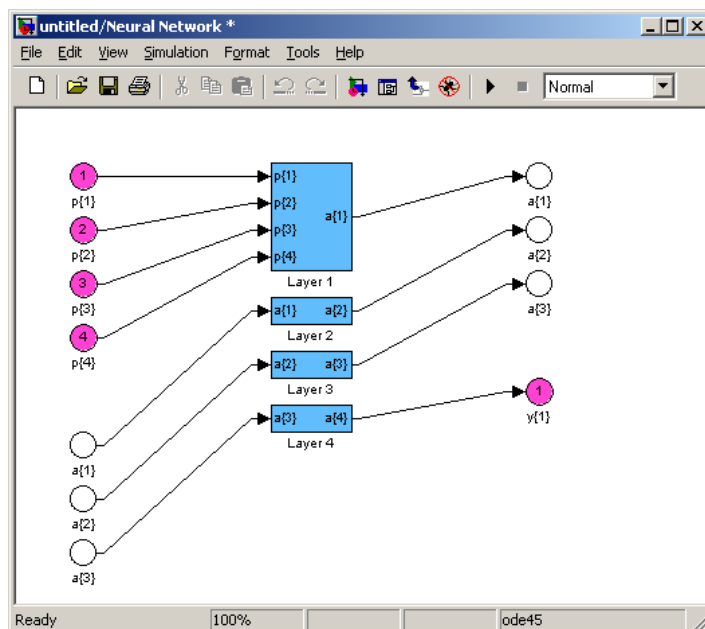 untitled/Neural Network *
File Edit View Simulation Format Tools Help
Normal
1
p{1}
2
p{2}
3
p{3}
4
p{4}
p{1}
p{2}
p{3}
p{4}
a{1}
Layer 1
a{1} a{2}
Layer 2
a{2} a{3}
Layer 3
a{3} a{4}
Layer 4
a{1}
a{2}
a{3}
1
y{1}
a{1}
a{2}
a{3}
Ready 100% ode45